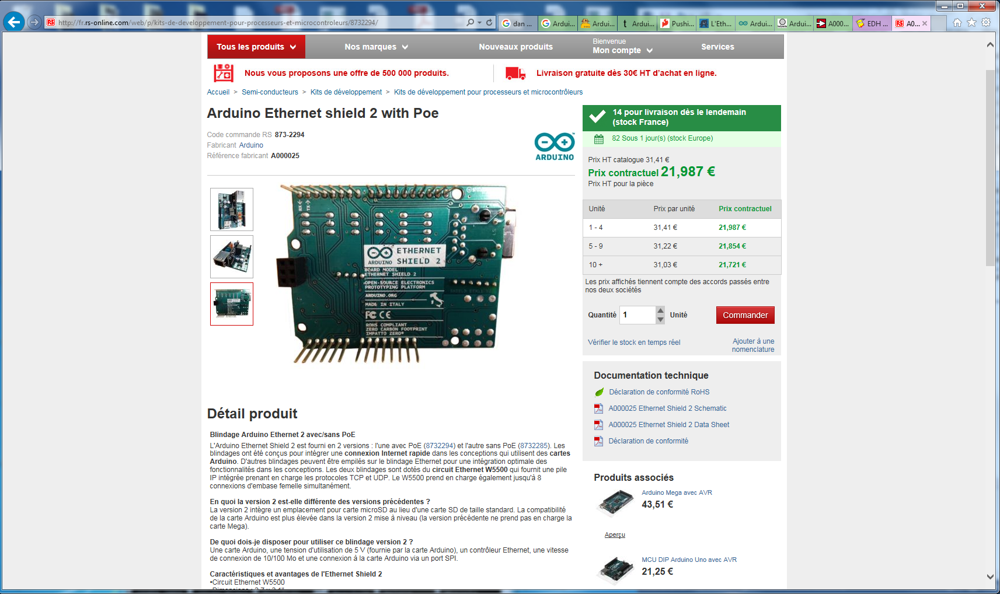 http://fr.rs-online.com/web/p/kits-de-developpement-pour-processeurs-et-microcontroleurs/8732294/
dan ...
Ardui...
Ardui...
Ardui...
Pushi...
L'Eth...
Ardui...
Ardui...
A000...
EDH ...
A0...
Tous les produits
Nos marques
Nouveaux produits
Bienvenue
Mon compte
Services
Nous vous proposons une offre de 500 000 produits.
Livraison gratuite dès 30€ HT d'achat en ligne.
Accueil > Semi-conducteurs > Kits de développement > Kits de développement pour processeurs et microcontrôleurs
Arduino Ethernet shield 2 with Poe
Code commande RS 873-2294
Fabricant Arduino
Référence fabricant A000025
ARDUINO
RX
TX
ARDUINO
ETHERNET
SHIELD 2
BOARD MODEL
ETHERNET SHIELD 2
OPEN-SOURCE ELECTRONICS
PROTOTYPING PLATFORM
ARDUINO.ORG
MADE IN ITALY
FC CE
ROHS COMPLIANT
ZERO CARBON FOOTPRINT
IMPATTO ZERO®
14 pour livraison dès le lendemain
(stock France)
82 Sous 1 jour(s) (stock Europe)
Prix HT catalogue 31,41 €
Prix contractuel 21,987 €
Prix HT pour la pièce
Unité Prix par unité Prix contractuel
1 - 4 31,41 € 21,987 €
5 - 9 31,22 € 21,854 €
10 + 31,03 € 21,721 €
Les prix affichés tiennent compte des accords passés entre
nos deux sociétés
Quantité 1 Unité Commander
Vérifier le stock en temps réel
Ajouter à une
nomenclature
Documentation technique
Déclaration de conformité RoHS
A000025 Ethernet Shield 2 Schematic
A000025 Ethernet Shield 2 Data Sheet
Déclaration de conformité
Produits associés
Arduino Mega avec AVR
43,51 €
Aperçu
MCU DIP Arduino Uno avec AVR
21,25 €
Détail produit
Blindage Arduino Ethernet 2 avec/sans PoE
L'Arduino Ethernet Shield 2 est fourni en 2 versions : l'une avec PoE (8732294) et l'autre sans PoE (8732285). Les
blindages ont été conçus pour intégrer une connexion Internet rapide dans les conceptions qui utilisent des cartes
Arduino. D'autres blindages peuvent être empilés sur le blindage Ethernet pour une intégration optimale des
fonctionnalités dans les conceptions. Les deux blindages sont dotés du circuit Ethernet W5500 qui fournit une pile
IP intégrée prenant en charge les protocoles TCP et UDP. Le W5500 prend en charge également jusqu'à 8
connexions d'embase femelle simultanément.
En quoi la version 2 est-elle différente des versions précédentes ?
La version 2 intègre un emplacement pour carte microSD au lieu d'une carte SD de taille standard. La compatibilité
de la carte Arduino est plus élevée dans la version 2 mise à niveau (la version précédente ne prend pas en charge la
carte Mega).
De quoi dois-je disposer pour utiliser ce blindage version 2 ?
Une carte Arduino, une tension d'utilisation de 5 V (fournie par la carte Arduino), un contrôleur Ethernet, une vitesse
de connexion de 10/100 Mo et une connexion à la carte Arduino via un port SPI.
Caractéristiques et avantages de l'Ethernet Shield 2
•Circuit Ethernet W5500